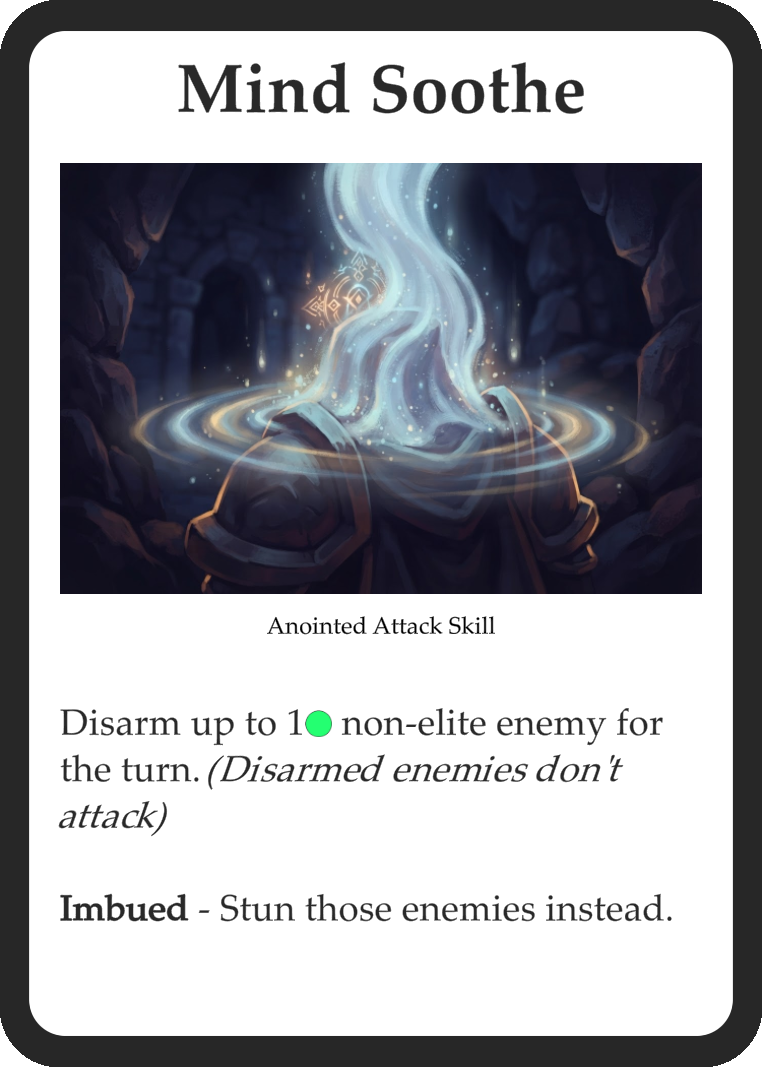 Mind Soothe
Anointed Attack Skill
Disarm up to 1 non-elite enemy for
the turn. (Disarmed enemies don't
attack)
Imbued - Stun those enemies instead.